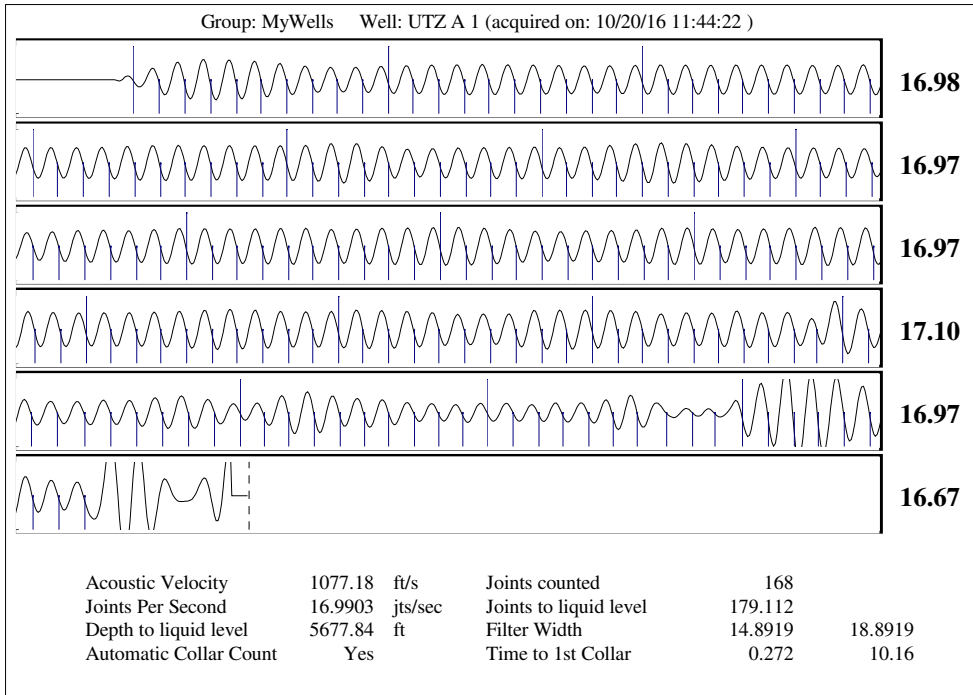 Group: MyWells Well: UTZ A 1 (acquired on: 10/20/16 11:44:22 )
16.98
16.97
16.97
17.10
16.97
16.67
Acoustic Velocity 1077.18 ft/s Joints counted 168
Joints Per Second 16.9903 jts/sec Joints to liquid level 179.112
Depth to liquid level 5677.84 ft Filter Width 14.8919 18.8919
Automatic Collar Count Yes Time to 1st Collar 0.272 10.16